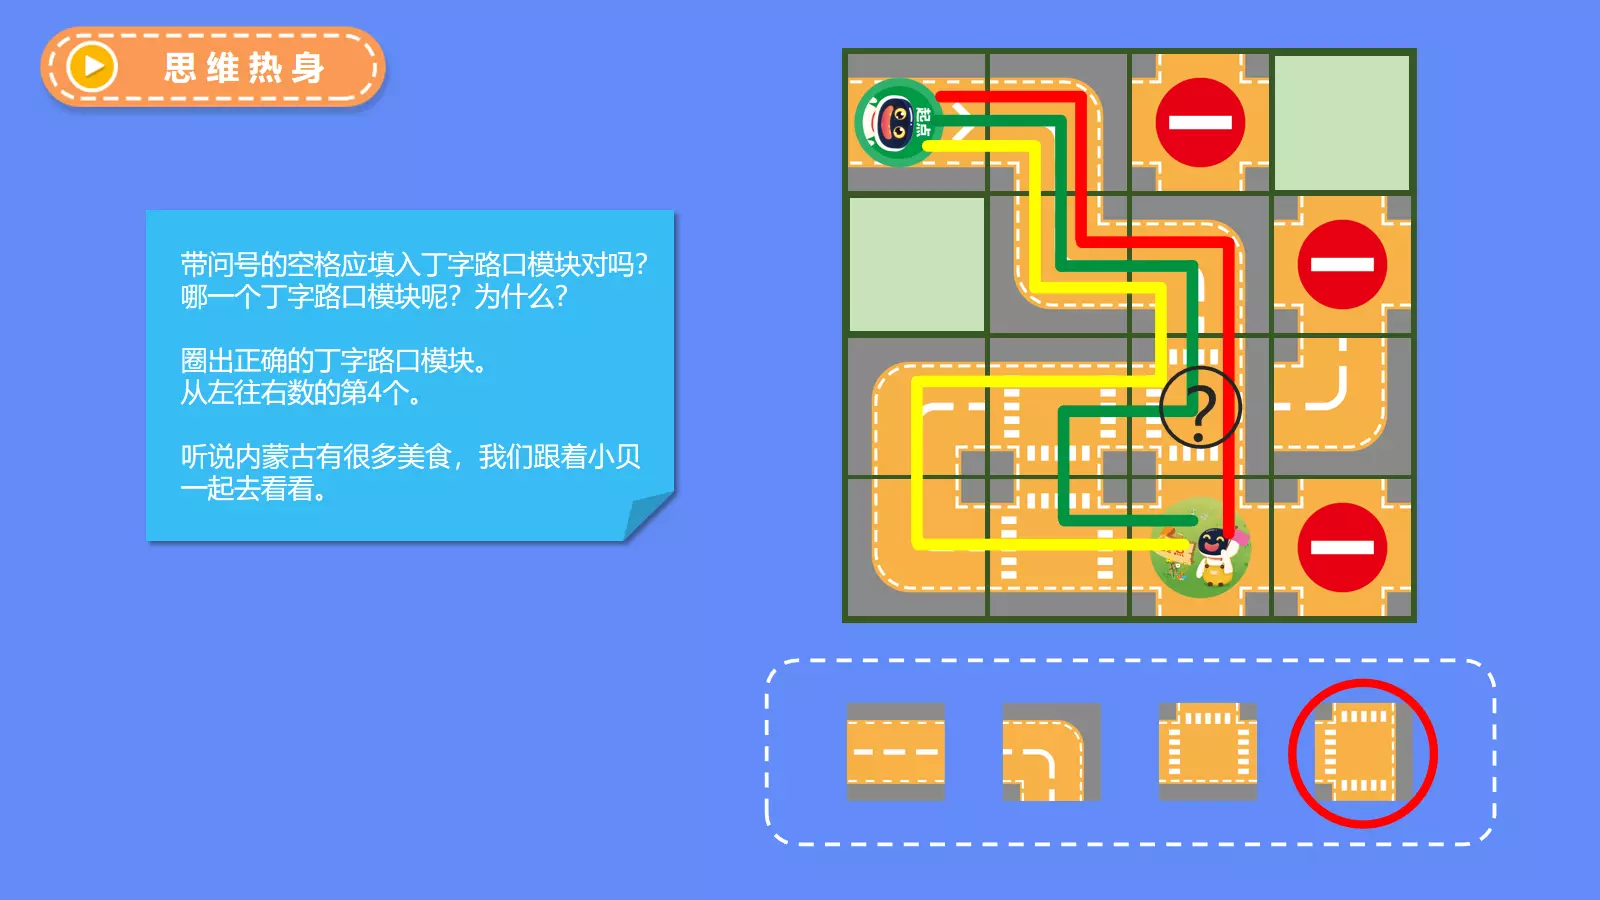 思维热身
带问号的空格应填入丁字路口模块对吗?
哪一个丁字路口模块呢？为什么?
圈出正确的丁字路口模块。
从左往右数的第4个。
听说内蒙古有很多美食，我们跟着小贝
一起去看看。
起点
?